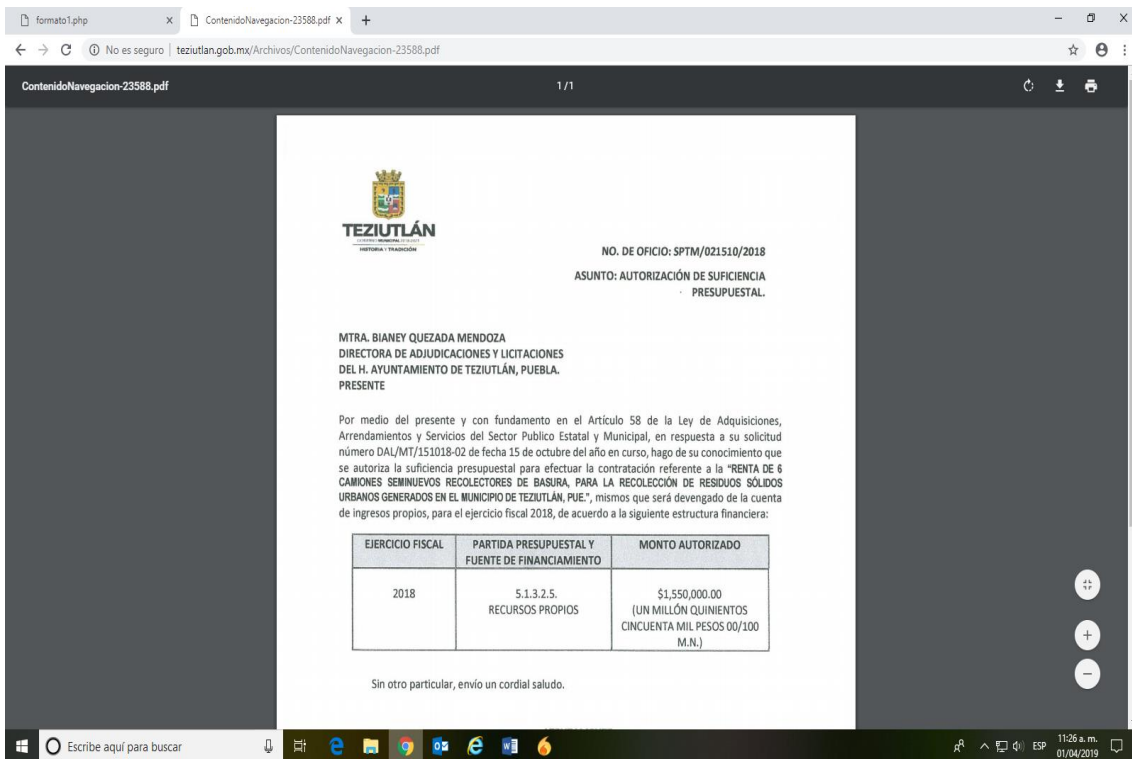 formato1.php
ContenidoNavegacion-23588.pdf
No es seguro | teziutlan.gob.mx/Archivos/ContenidoNavegacion-23588.pdf
ContenidoNavegacion-23588.pdf
1 / 1
TEZIUTLÁN
HISTORIA Y TRADICIÓN
NO. DE OFICIO: SPTM/021510/2018
ASUNTO: AUTORIZACIÓN DE SUFICIENCIA
PRESUPUESTAL.
MTRA. BIANEY QUEZADA MENDOZA
DIRECTORA DE ADJUDICACIONES Y LICITACIONES
DEL H. AYUNTAMIENTO DE TEZIUTLÁN, PUEBLA.
PRESENTE
Por medio del presente y con fundamento en el Artículo 58 de la Ley de Adquisiciones,
Arrendamientos y Servicios del Sector Publico Estatal y Municipal, en respuesta a su solicitud
número DAL/MT/151018-02 de fecha 15 de octubre del año en curso, hago de su conocimiento que
se autoriza la suficiencia presupuestal para efectuar la contratación referente a la "RENTA DE 6
CAMIONES SEMINUEVOS RECOLECTORES DE BASURA, PARA LA RECOLECCIÓN DE RESIDUOS SÓLIDOS
URBANOS GENERADOS EN EL MUNICIPIO DE TEZIUTLÁN, PUE.", mismos que será devengado de la cuenta
de ingresos propios, para el ejercicio fiscal 2018, de acuerdo a la siguiente estructura financiera:
EJERCICIO FISCAL
PARTIDA PRESUPUESTAL Y
FUENTE DE FINANCIAMIENTO
MONTO AUTORIZADO
2018
5.1.3.2.5.
RECURSOS PROPIOS
$1,550,000.00
(UN MILLÓN QUINIENTOS
CINCUENTA MIL PESOS 00/100
M.N.)
Sin otro particular, envío un cordial saludo.
Escribe aquí para buscar
ESP
11:26 a. m.
01/04/2019